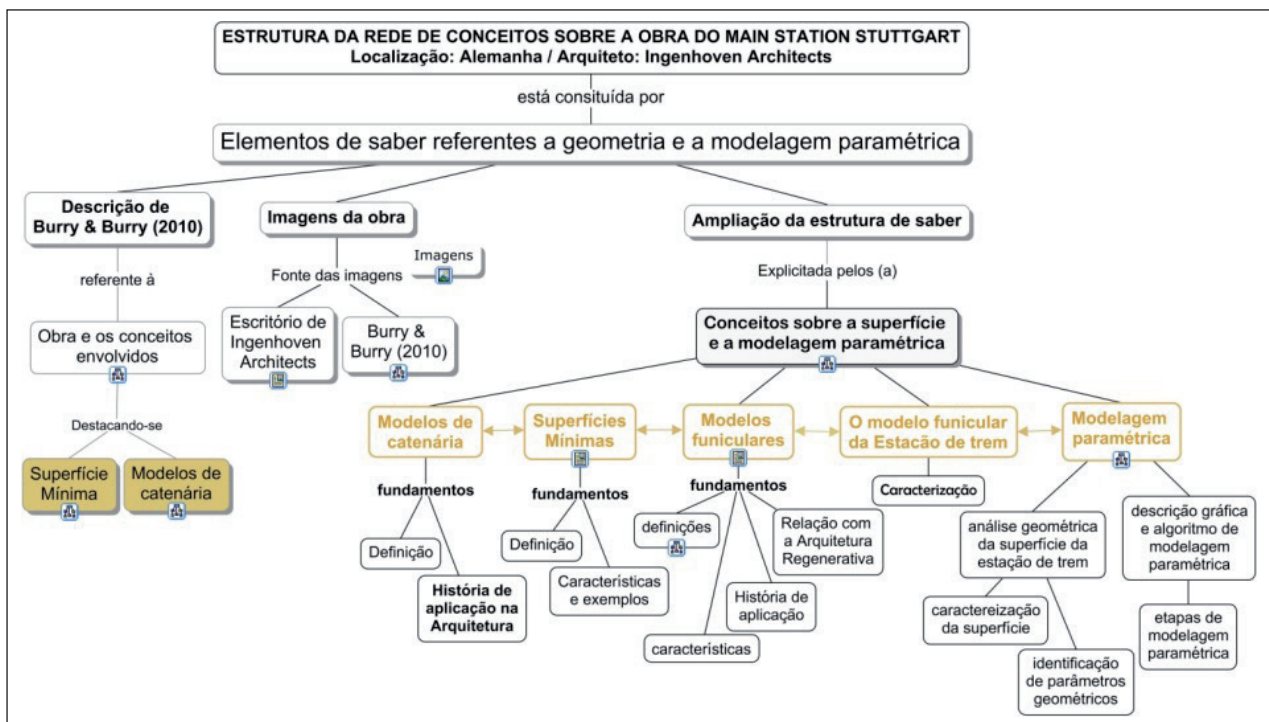 ESTRUTURA DA REDE DE CONCEITOS SOBRE A OBRA DO MAIN STATION STUTTGART
Localização: Alemanha / Arquiteto: Ingenhoven Architects
está consituída por
Elementos de saber referentes a geometria e a modelagem paramétrica
Descrição de
Burry & Burry (2010)
referente à
Obra e os conceitos
envolvidos
Destacando-se
Superfície
Mínima
Modelos de
catenária
Imagens da obra
Fonte das imagens
Imagens
Escritório de
Ingenhoven
Architects
Burry &
Burry (2010)
Ampliação da estrutura de saber
Explicitada pelos (a)
Conceitos sobre a superfície
e a modelagem paramétrica
Modelos de
catenária
fundamentos
Definição
História de
aplicação na
Arquitetura
Superfícies
Mínimas
fundamentos
Definição
Características
e exemplos
Modelos
funiculares
fundamentos
definições
características
História de
aplicação
Relação com
a Arquitetura
Regenerativa
O modelo funicular
da Estacão de trem
Caracterização
Modelagem
paramétrica
análise geométrica
da superfície da
estação de trem
caractereização
da superfície
identificação
de parâmetros
geométricos
descrição gráfica
e algoritmo de
modelagem
paramétrica
etapas de
modelagem
paramétrica